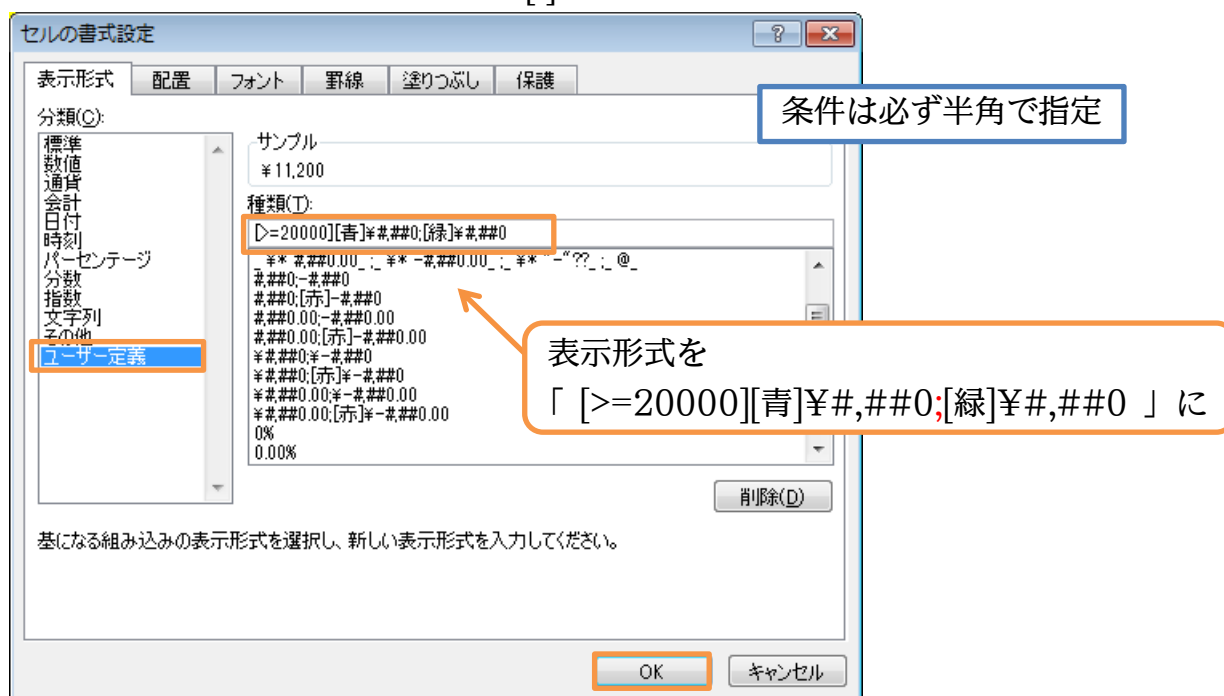 [ ]
セルの書式設定
表示形式 配置 フォント 罫線 塗りつぶし 保護
条件は必ず半角で指定
分類(C):
標準
数値
通貨
会計
日付
時刻
パーセンテージ
分数
指数
文字列
その他
ユーザー定義
サンプル
¥11,200
種類(T):
[>=20000][青]¥#,##0;[緑]¥#,##0
_ ¥* #,##0.00_ ;_ ¥* -#,##0.00_ ;_ ¥* "-"??_ ;_ @_
#,##0;-#,##0
#,##0;[赤]-#,##0
#,##0.00;-#,##0.00
#,##0.00;[赤]-#,##0.00
¥#,##0;¥-#,##0
¥#,##0;[赤]¥-#,##0
¥#,##0.00;¥-#,##0.00
¥#,##0.00;[赤]¥-#,##0.00
0%
0.00%
表示形式を
「 [>=20000][青]¥#,##0;[緑]¥#,##0 」に
削除(D)
基になる組み込みの表示形式を選択し、新しい表示形式を入力してください。
OK キャンセル